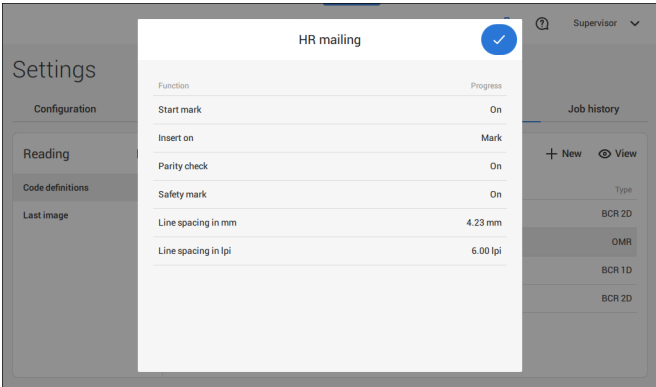 Supervisor
HR mailing
Settings
Configuration
Job history
Function Progress
Start mark On
Insert on Mark
Parity check On
Safety mark On
Line spacing in mm 4.23 mm
Line spacing in lpi 6.00 lpi
Reading
Code definitions
Last image
New View
Type
BCR 2D
OMR
BCR 1D
BCR 2D